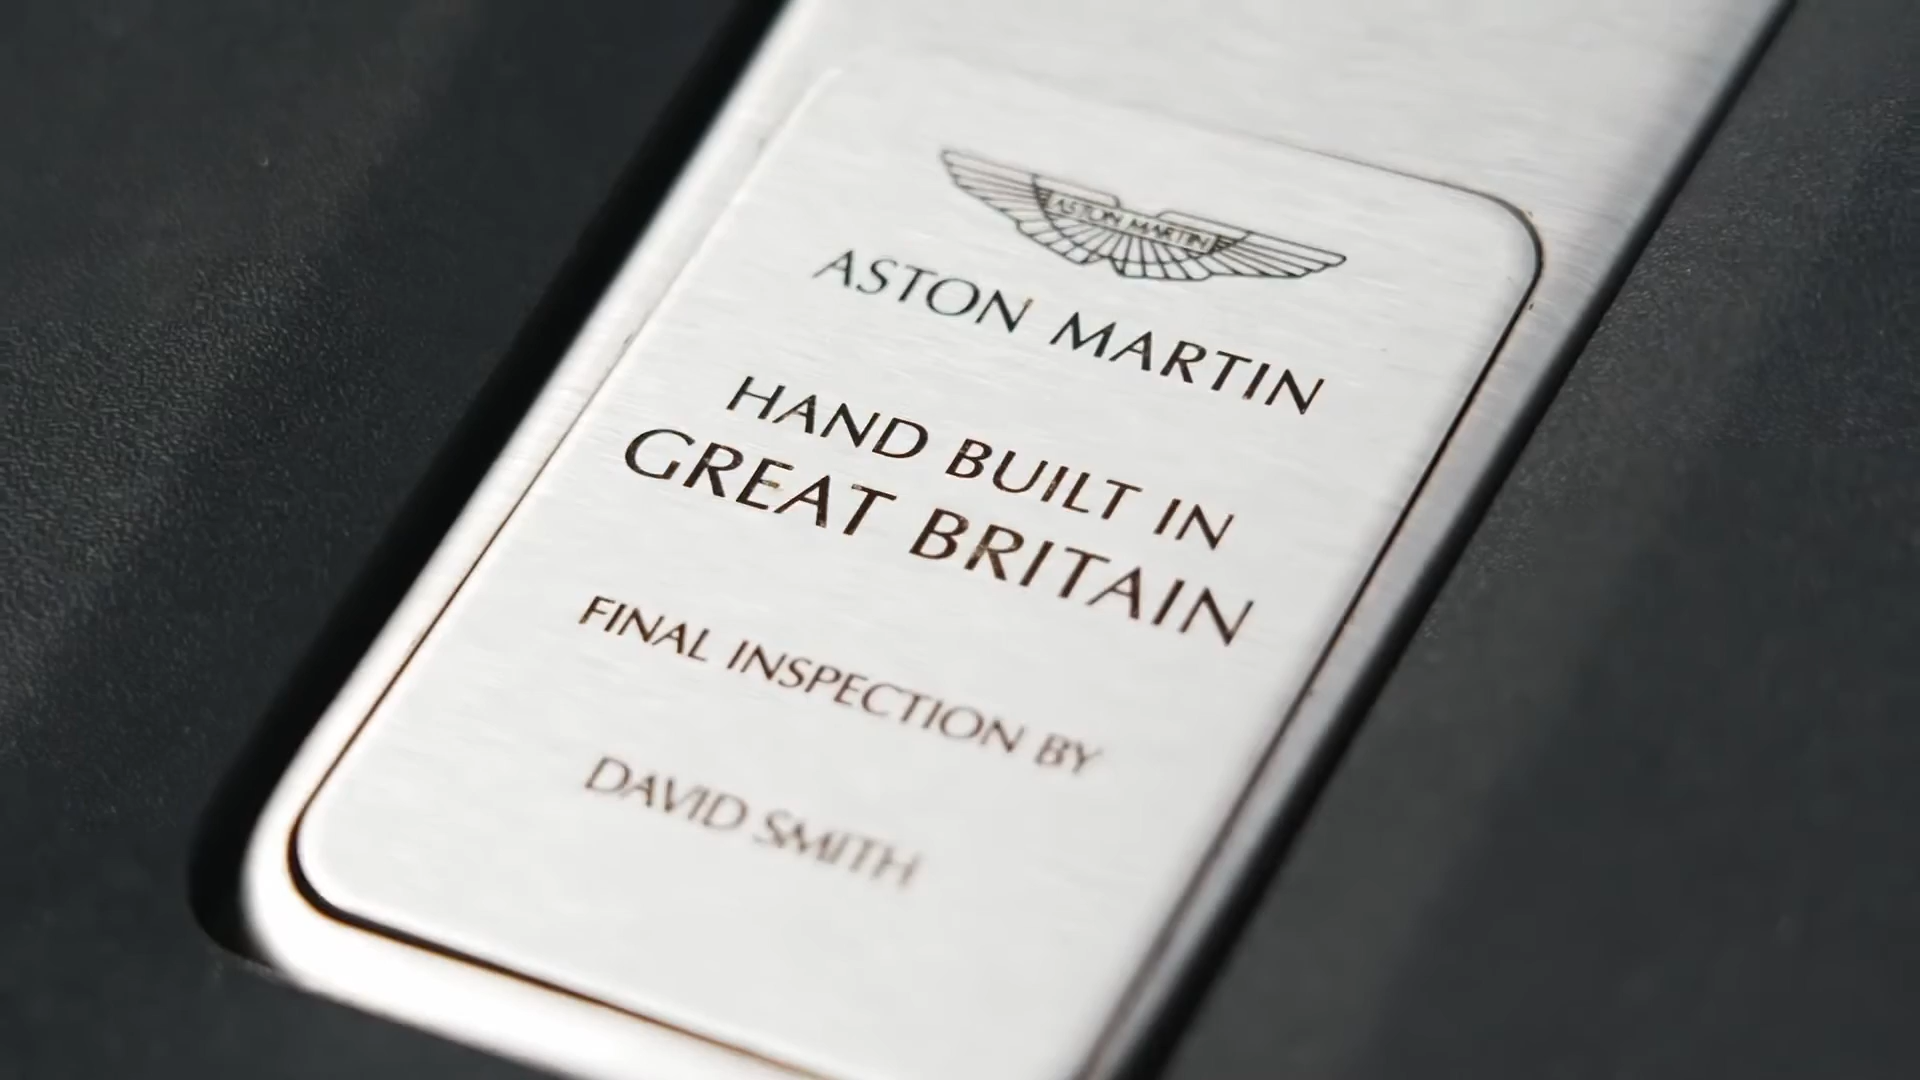 ASTON MARTIN
ASTON MARTIN
HAND BUILT IN
GREAT BRITAIN
FINAL INSPECTION BY
DAVID SMITH